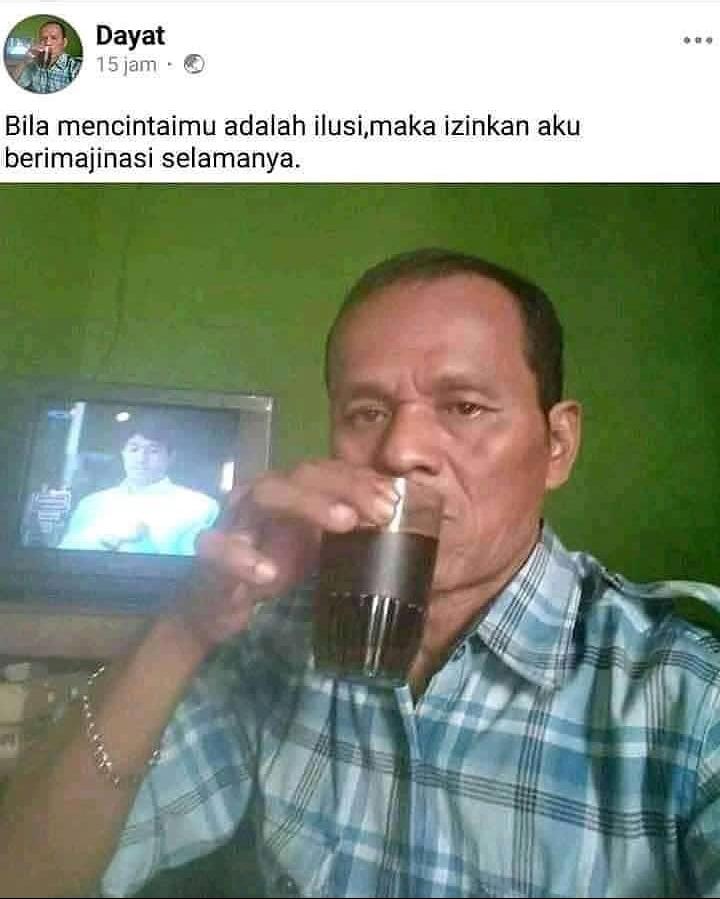 Dayat
15 jam
Bila mencintaimu adalah ilusi,maka izinkan aku
berimajinasi selamanya.